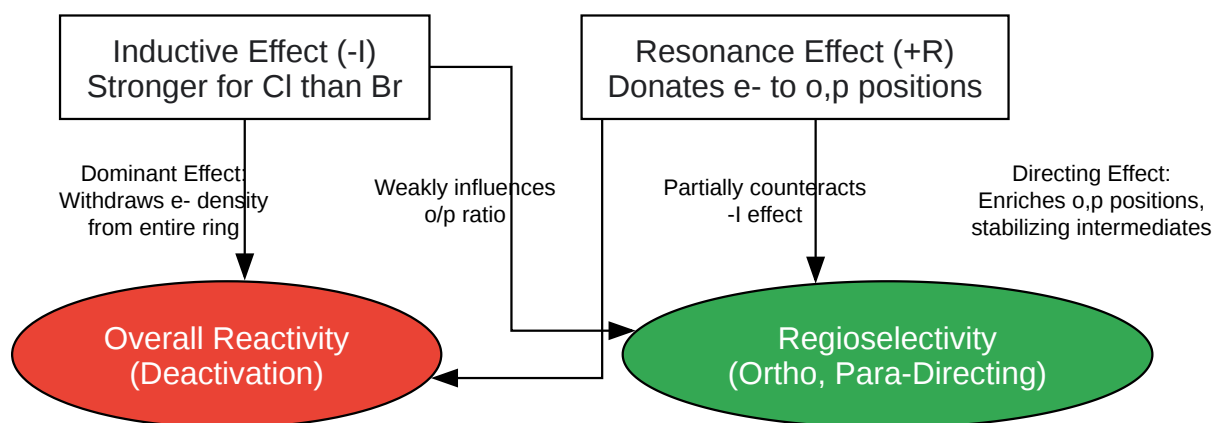 Inductive Effect (-I)
Stronger for Cl than Br
Resonance Effect (+R)
Donates e- to o,p positions
Dominant Effect:
Withdraws e- density
from entire ring
Weakly influences
o/p ratio
Partially counteracts
-I effect
Directing Effect:
Enriches o,p positions,
stabilizing intermediates
Overall Reactivity
(Deactivation)
Regioselectivity
(Ortho, Para-Directing)